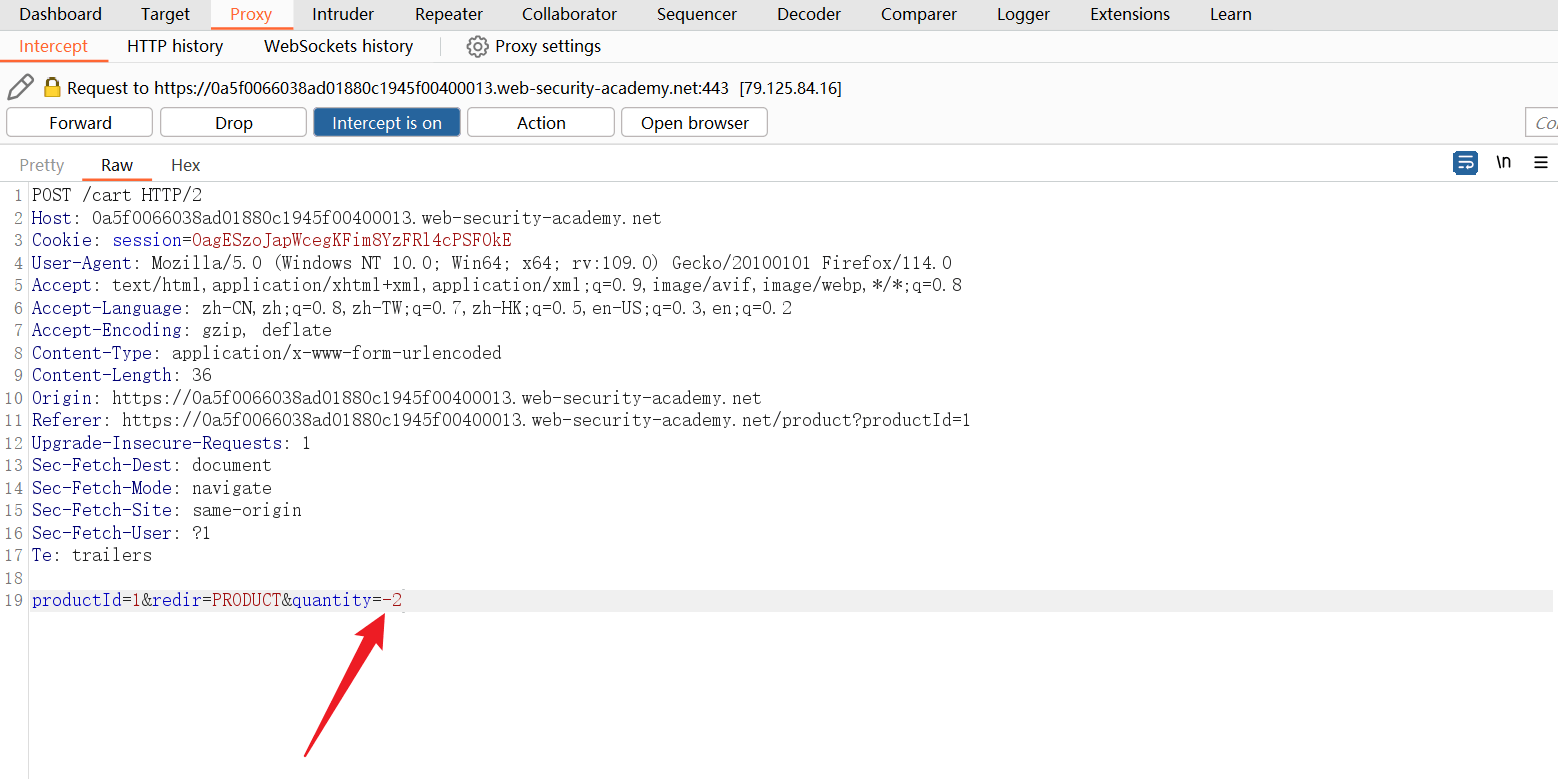 Dashboard Target Proxy Intruder Repeater Collaborator Sequencer Decoder Comparer Logger Extensions Learn
Intercept HTTP history WebSockets history Proxy settings
Request to https://0a5f0066038ad01880c1945f00400013.web-security-academy.net:443 [79.125.84.16]
Forward Drop Intercept is on Action Open browser
Pretty Raw Hex \n
1 POST /cart HTTP/2
2 Host: 0a5f0066038ad01880c1945f00400013.web-security-academy.net
3 Cookie: session=OagESzoJapWcegKFim8YzFRl4cPSFOkE
4 User-Agent: Mozilla/5.0 (Windows NT 10.0; Win64; x64; rv:109.0) Gecko/20100101 Firefox/114.0
5 Accept: text/html,application/xhtml+xml,application/xml;q=0.9,image/avif,image/webp,*/*;q=0.8
6 Accept-Language: zh-CN,zh;q=0.8,zh-TW;q=0.7,zh-HK;q=0.5,en-US;q=0.3,en;q=0.2
7 Accept-Encoding: gzip, deflate
8 Content-Type: application/x-www-form-urlencoded
9 Content-Length: 36
10 Origin: https://0a5f0066038ad01880c1945f00400013.web-security-academy.net
11 Referer: https://0a5f0066038ad01880c1945f00400013.web-security-academy.net/product?productId=1
12 Upgrade-Insecure-Requests: 1
13 Sec-Fetch-Dest: document
14 Sec-Fetch-Mode: navigate
15 Sec-Fetch-Site: same-origin
16 Sec-Fetch-User: ?1
17 Te: trailers
18
19 productId=1&redir=PRODUCT&quantity=-2